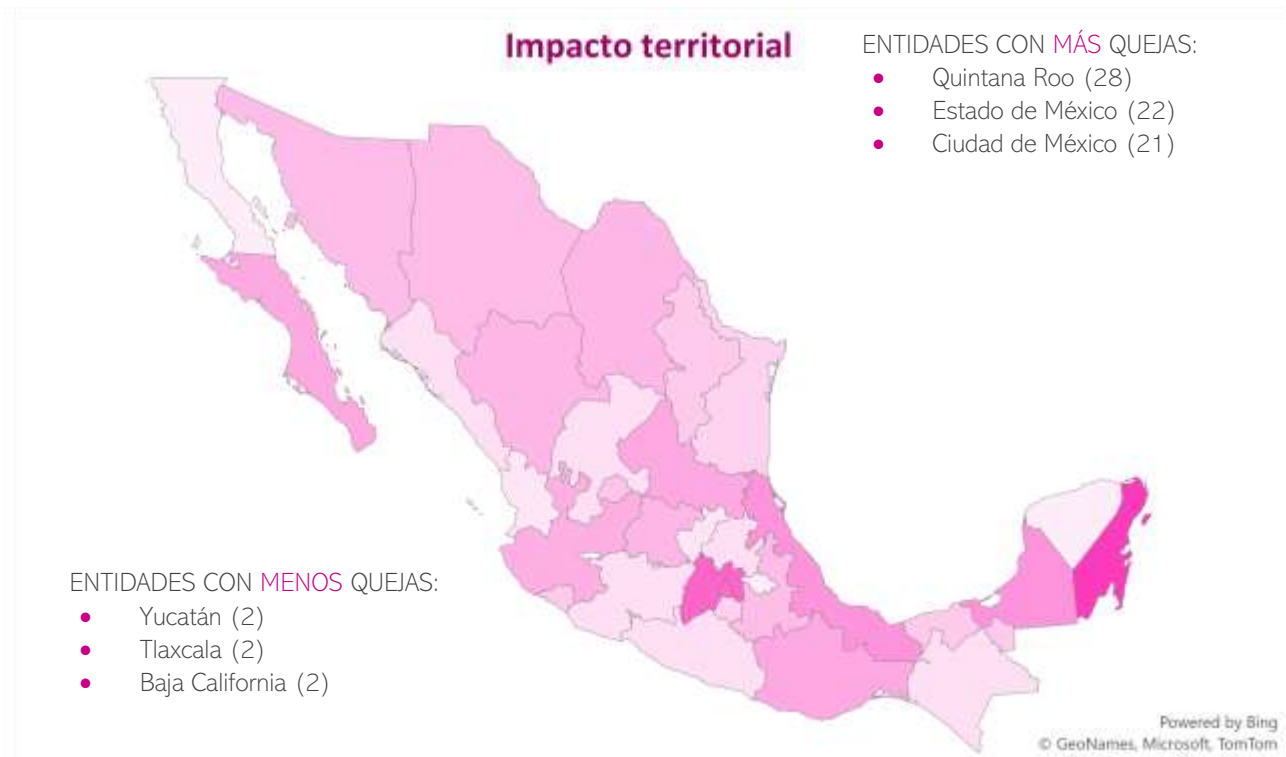 Impacto territorial
ENTIDADES CON MÁS QUEJAS:
• Quintana Roo (28)
• Estado de México (22)
• Ciudad de México (21)
ENTIDADES CON MENOS QUEJAS:
• Yucatán (2)
• Tlaxcala (2)
• Baja California (2)
Powered by Bing
© GeoNames, Microsoft, TomTom